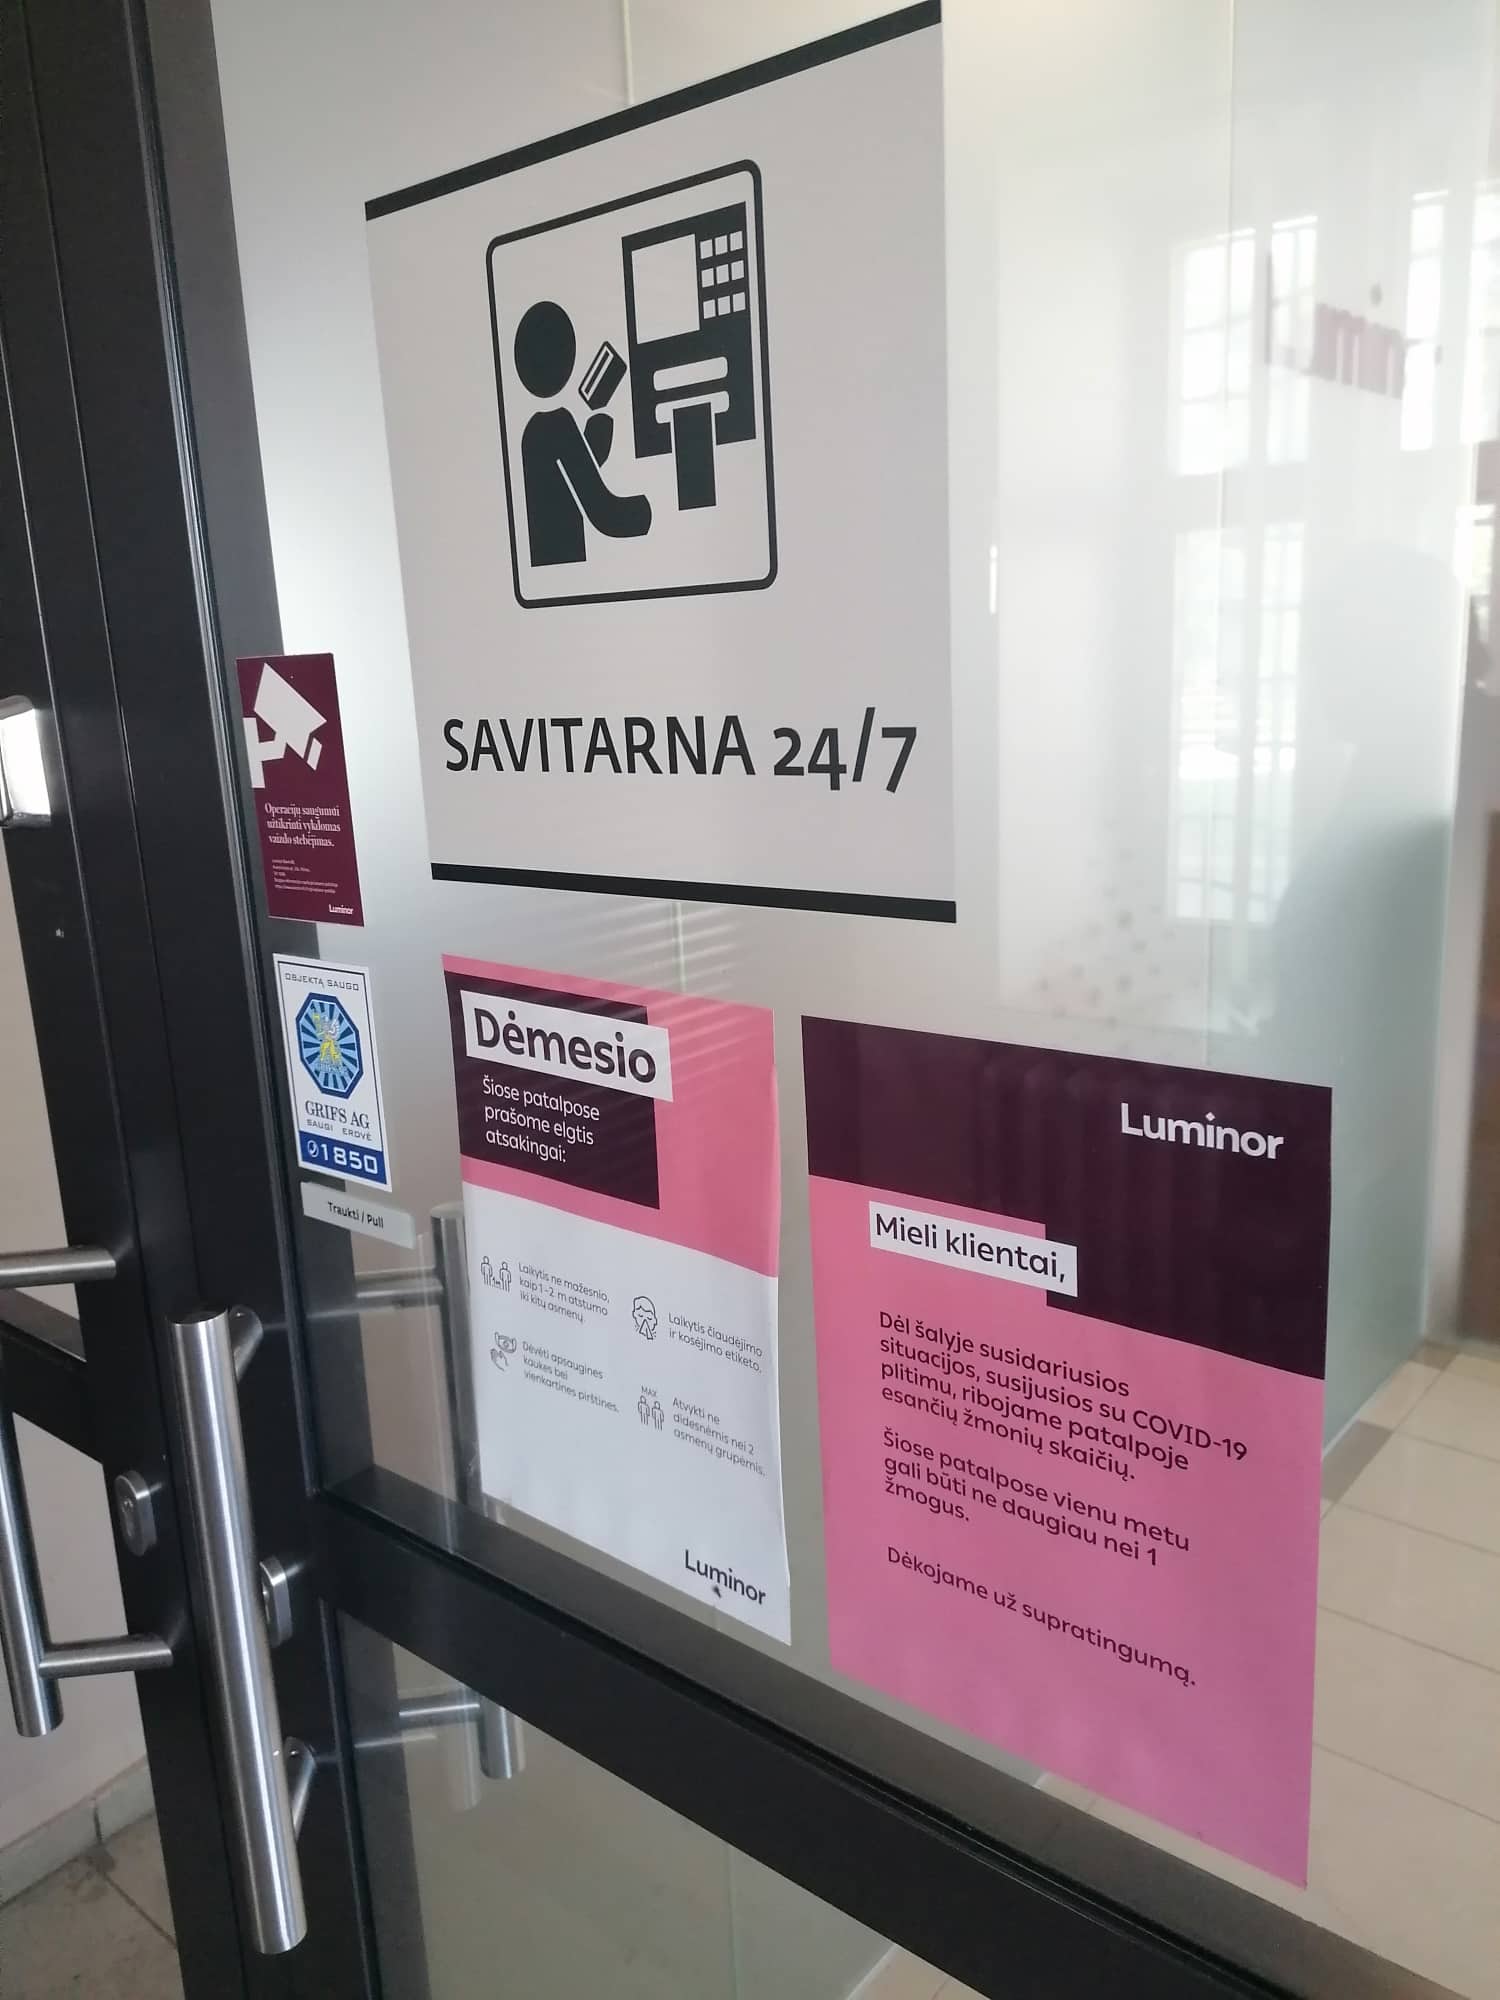 SAVITARNA 24/7
Operacijų saugumui
užtikrinti vykdomas
vaizdo stebėjimas.
Luminor
OBJEKTĄ SAUGO
GRIFS AG
SAUGI ERDVĖ
1850
Traukti / Pull
Dėmesio
Šiose patalpose
prašome elgtis
atsakingai:
Laikytis ne mažesnio,
kaip 1-2 m atstumo
iki kitų asmenų.
Laikytis čiaudėjimo
ir kosėjimo etiketo.
Dėvėti apsaugines
kaukes bei
vienkartines pirštines.
MAX
Atvykti ne
didesnėmis nei 2
asmenų grupėmis.
Luminor
Luminor
Mieli klientai,
Dėl šalyje susidariusios
situacijos, susijusios su COVID-19
plitimu, ribojame patalpoje
esančių žmonių skaičių.
Šiose patalpose vienu metu
gali būti ne daugiau nei 1
žmogus.
Dėkojame už supratingumą.